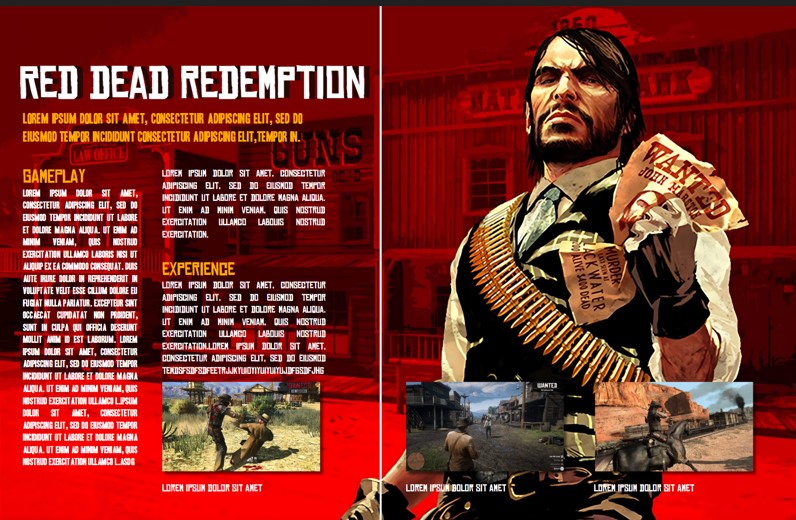 RED DEAD REDEMPTION
LOREM IPSUM DOLOR SIT AMET, CONSECTETUR ADIPISCING ELIT, SED DO
EIUSMOD TEMPOR INCIDIDUNT CONSECTETUR ADIPISCING ELIT,TEMPOR IN.
LAW OFFICE
GUNS
GAMEPLAY
LOREM IPSUM DOLOR SIT AMET,
CONSECTETUR ADIPISCING ELIT, SED DO
EIUSMOD TEMPOR INCIDIDUNT UT LABORE
ET DOLORE MAGNA ALIQUA. UT ENIM AD
MINIM VENIAM, QUIS NOSTRUD
EXERCITATION ULLAMCO LABORIS NISI UT
ALIQUIP EX EA COMMODO CONSEQUAT. DUIS
AUTE IRURE DOLOR IN REPREHENDERIT IN
VOLUPTATE VELIT ESSE CILLUM DOLORE EU
FUGIAT NULLA PARIATUR. EXCEPTEUR SINT
OCCAECAT CUPIDATAT NON PROIDENT,
SUNT IN CULPA QUI OFFICIA DESERUNT
MOLLIT ANIM ID EST LABORUM. LOREM
IPSUM DOLOR SIT AMET, CONSECTETUR
ADIPISCING ELIT, SED DO EIUSMOD TEMPOR
INCIDIDUNT UT LABORE ET DOLORE MAGNA
ALIQUA. UT ENIM AD MINIM VENIAM, QUIS
NOSTRUD EXERCITATION ULLAMCO L.IPSUM
DOLOR SIT AMET, CONSECTETUR
ADIPISCING ELIT, SED DO EIUSMOD TEMPOR
INCIDIDUNT UT LABORE ET DOLORE MAGNA
ALIQUA. UT ENIM AD MINIM VENIAM, QUIS
NOSTRUD EXERCITATION ULLAMCO L.ASDG
LOREM IPSUM DOLOR SIT AMET, CONSECTETUR
ADIPISCING ELIT, SED DO EIUSMOD TEMPOR
INCIDIDUNT UT LABORE ET DOLORE MAGNA ALIQUA.
UT ENIM AD MINIM VENIAM, QUIS NOSTRUD
EXERCITATION ULLAMCO LABOUIS NOSTRUD
EXERCITATION.
EXPERIENCE
LOREM IPSUM DOLOR SIT AMET, CONSECTETUR
ADIPISCING ELIT, SED DO EIUSMOD TEMPOR
INCIDIDUNT UT LABORE ET DOLORE MAGNA ALIQUA.
UT ENIM AD MINIM VENIAM, QUIS NOSTRUD
EXERCITATION ULLAMCO LABOUIS NOSTRUD
EXERCITATION.LOREM IPSUM DOLOR SIT AMET,
CONSECTETUR ADIPISCING ELIT, SED DO EIUSMOD
LOREM IPSUM DOLOR SIT AMET
WANTED
WANTED
LOREM IPSUM DOLOR SIT AMET
LOREM IPSUM DOLOR SIT AMET